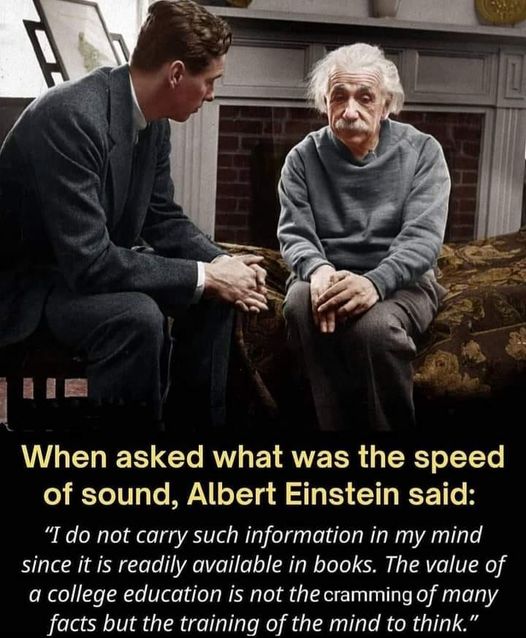 When asked what was the speed
of sound, Albert Einstein said:
“I do not carry such information in my mind
since it is readily available in books. The value of
a college education is not the cramming of many
facts but the training of the mind to think.”